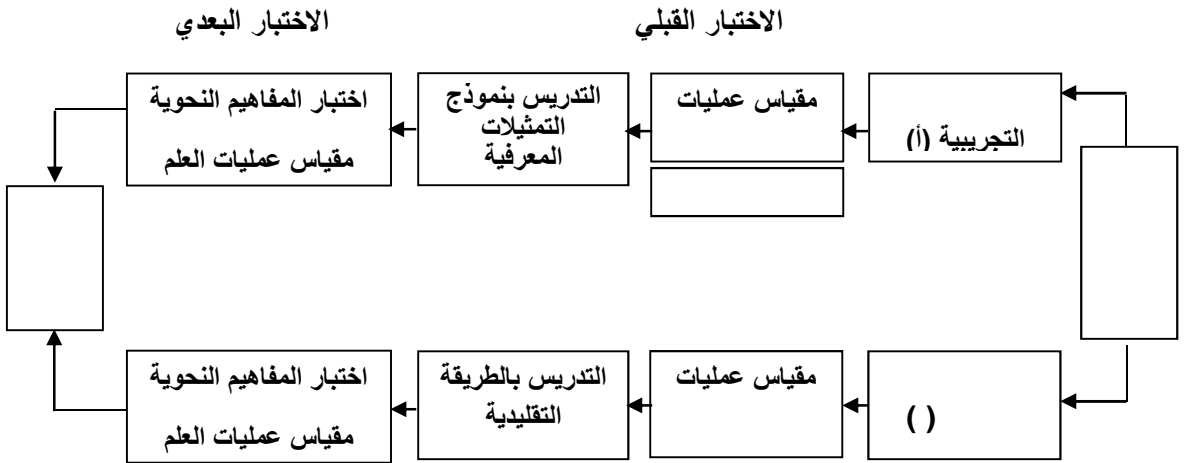 الاختبار القبلي
الاختبار البعدي
التجريبية (أ)
مقياس عمليات
التدريس بنموذج
التمثيلات
المعرفية
اختبار المفاهيم النحوية
مقياس عمليات العلم
( )
مقياس عمليات
التدريس بالطريقة
التقليدية
اختبار المفاهيم النحوية
مقياس عمليات العلم